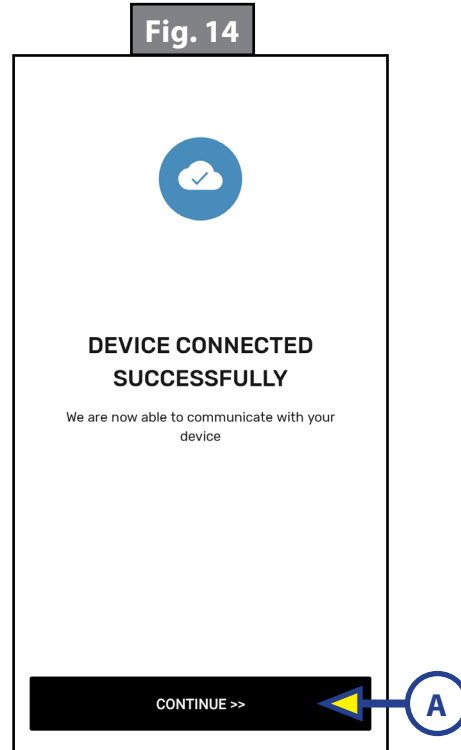 Fig. 14
DEVICE CONNECTED
SUCCESSFULLY
We are now able to communicate with your
device
CONTINUE >>
A